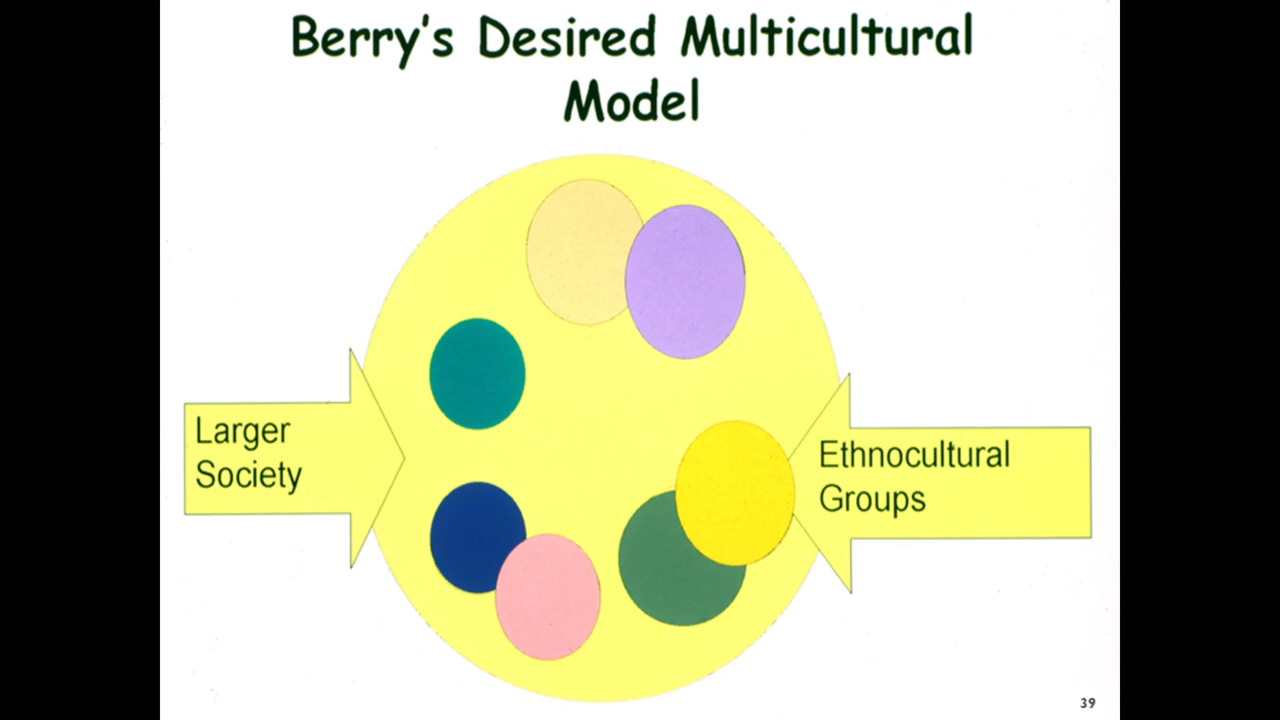 Berry's Desired Multicultural
Model
Larger
Society
Ethnocultural
Groups
39